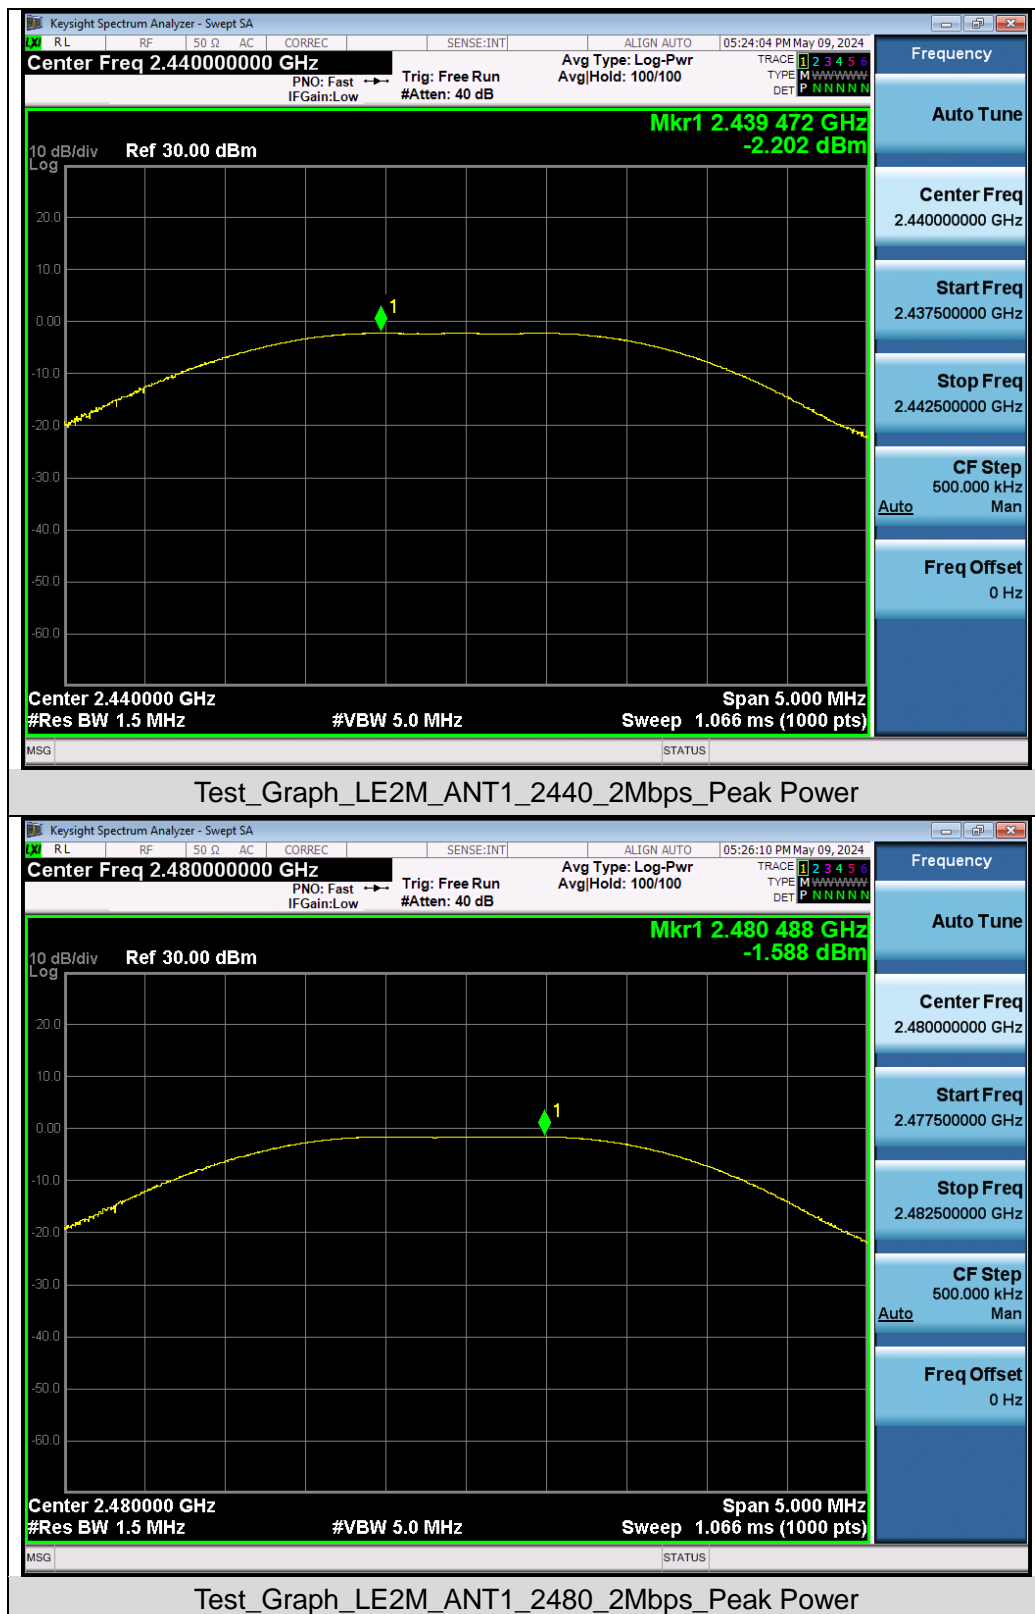 Keysight Spectrum Analyzer - Swept SA
LXI RL RF 50 Ω AC CORREC SENSE:INT ALIGN AUTO 05:24:04 PM May 09, 2024
Center Freq 2.440000000 GHz
PNO: Fast
IFGain:Low
Trig: Free Run
#Atten: 40 dB
Avg Type: Log-Pwr
Avg|Hold: 100/100
TRACE 1 2 3 4 5 6
TYPE M W W W W W
DET P N N N N N
Mkr1 2.439 472 GHz
-2.202 dBm
10 dB/div Ref 30.00 dBm
Log
20.0
10.0
0.00
-10.0
-20.0
-30.0
-40.0
-50.0
-60.0
1
Center 2.440000 GHz Span 5.000 MHz
#Res BW 1.5 MHz #VBW 5.0 MHz Sweep 1.066 ms (1000 pts)
MSG STATUS
Frequency
Auto Tune
Center Freq
2.440000000 GHz
Start Freq
2.437500000 GHz
Stop Freq
2.442500000 GHz
CF Step
500.000 kHz
Auto Man
Freq Offset
0 Hz
Test_Graph_LE2M_ANT1_2440_2Mbps_Peak Power
Keysight Spectrum Analyzer - Swept SA
LXI RL RF 50 Ω AC CORREC SENSE:INT ALIGN AUTO 05:26:10 PM May 09, 2024
Center Freq 2.480000000 GHz
PNO: Fast
IFGain:Low
Trig: Free Run
#Atten: 40 dB
Avg Type: Log-Pwr
Avg|Hold: 100/100
TRACE 1 2 3 4 5 6
TYPE M W W W W W
DET P N N N N N
Mkr1 2.480 488 GHz
-1.588 dBm
10 dB/div Ref 30.00 dBm
Log
20.0
10.0
0.00
-10.0
-20.0
-30.0
-40.0
-50.0
-60.0
1
Center 2.480000 GHz Span 5.000 MHz
#Res BW 1.5 MHz #VBW 5.0 MHz Sweep 1.066 ms (1000 pts)
MSG STATUS
Frequency
Auto Tune
Center Freq
2.480000000 GHz
Start Freq
2.477500000 GHz
Stop Freq
2.482500000 GHz
CF Step
500.000 kHz
Auto Man
Freq Offset
0 Hz
Test_Graph_LE2M_ANT1_2480_2Mbps_Peak Power